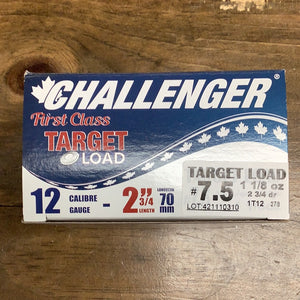 CHALLENGER®
First Class
TARGET
LOAD
12 CALIBRE GAUGE - 2 3/4" LENGTH 70 mm
TARGET LOAD
#7.5 1 1/8 oz
2 3/4 dr
LOT:421110310 1T12